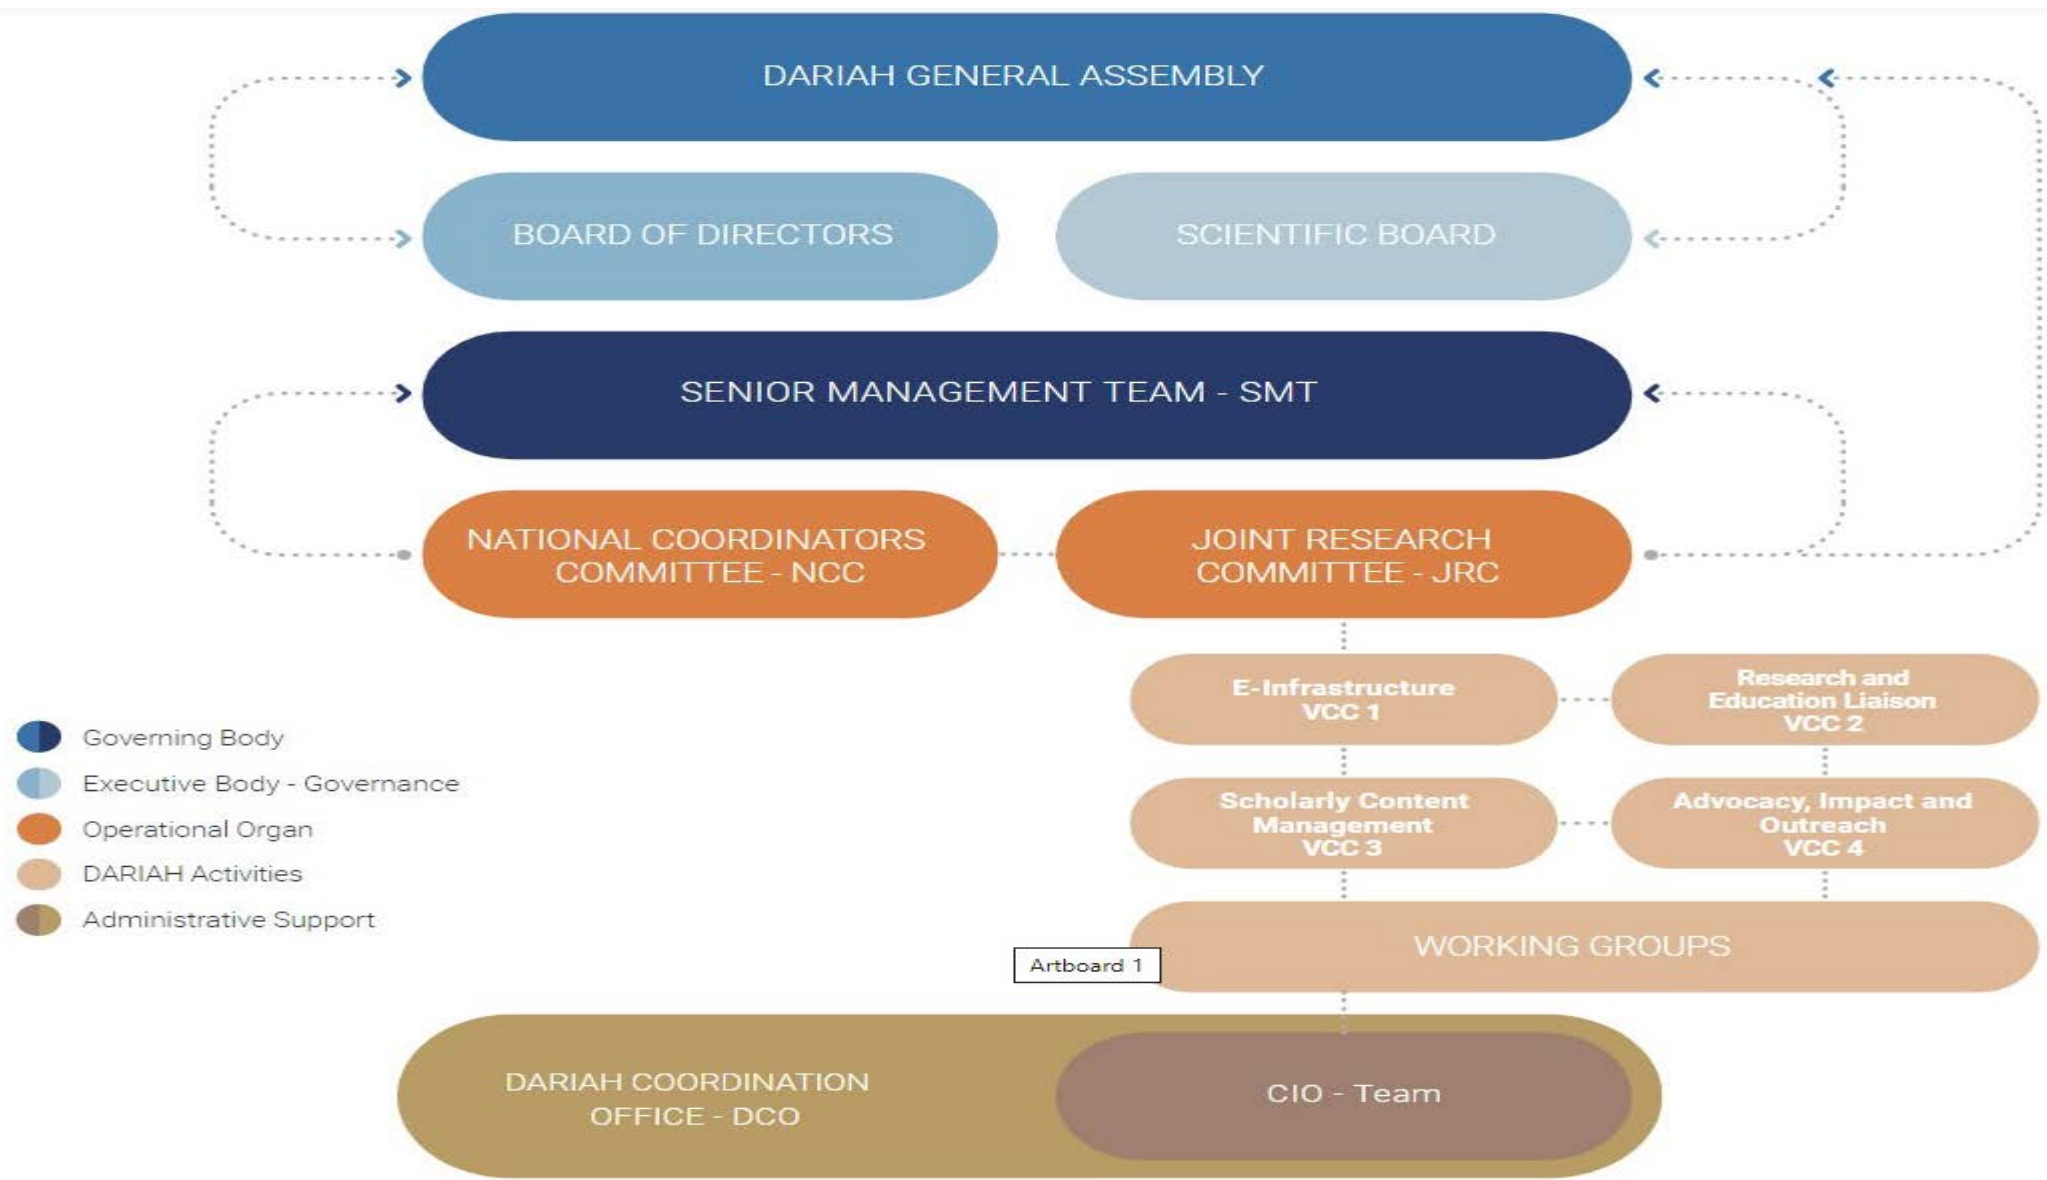 DARIAH GENERAL ASSEMBLY
BOARD OF DIRECTORS
SCIENTIFIC BOARD
SENIOR MANAGEMENT TEAM - SMT
NATIONAL COORDINATORS
COMMITTEE - NCC
JOINT RESEARCH
COMMITTEE - JRC
E-Infrastructure
VCC 1
Research and
Education Liaison
VCC 2
Scholarly Content
Management
VCC 3
Advocacy, Impact and
Outreach
VCC 4
WORKING GROUPS
Artboard 1
DARIAH COORDINATION
OFFICE - DCO
CIO - Team
Governing Body
Executive Body - Governance
Operational Organ
DARIAH Activities
Administrative Support